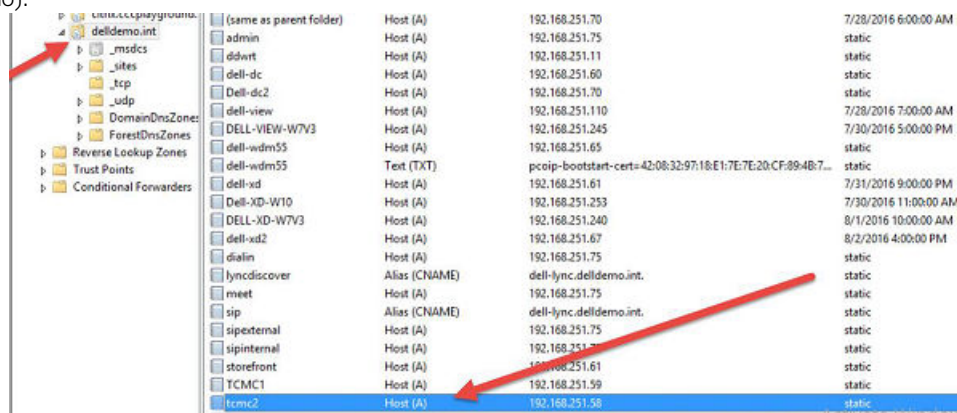 no).
(same as parent folder) Host (A) 192.168.251.70 7/28/2016 6:00:00 AM
delldemo.int
admin Host (A) 192.168.251.75 static
_msdcs
ddwrt Host (A) 192.168.251.11 static
_sites
dell-dc Host (A) 192.168.251.60 static
_tcp
Dell-dc2 Host (A) 192.168.251.70 static
_udp
dell-view Host (A) 192.168.251.110 7/28/2016 7:00:00 AM
DomainDnsZones
DELL-VIEW-W7V3 Host (A) 192.168.251.245 7/30/2016 5:00:00 PM
ForestDnsZones
dell-wdm55 Host (A) 192.168.251.65 static
Reverse Lookup Zones
dell-wdm55 Text (TXT) pcoip-bootstart-cert=42:08:32:97:18:E1:7E:7E:20:CF:89:4B:7... static
Trust Points
dell-xd Host (A) 192.168.251.61 7/31/2016 9:00:00 PM
Conditional Forwarders
Dell-XD-W10 Host (A) 192.168.251.253 7/30/2016 11:00:00 AM
DELL-XD-W7V3 Host (A) 192.168.251.240 8/1/2016 10:00:00 AM
dell-xd2 Host (A) 192.168.251.67 8/2/2016 4:00:00 PM
dialin Host (A) 192.168.251.75 static
lyncdiscover Alias (CNAME) dell-lync.delldemo.int. static
meet Host (A) 192.168.251.75 static
sip Alias (CNAME) dell-lync.delldemo.int. static
sipexternal Host (A) 192.168.251.75 static
sipinternal Host (A) static
storefront Host (A) static
TCMC1 Host (A) 192.168.251.59 static
tcmc2 Host (A) 192.168.251.58 static